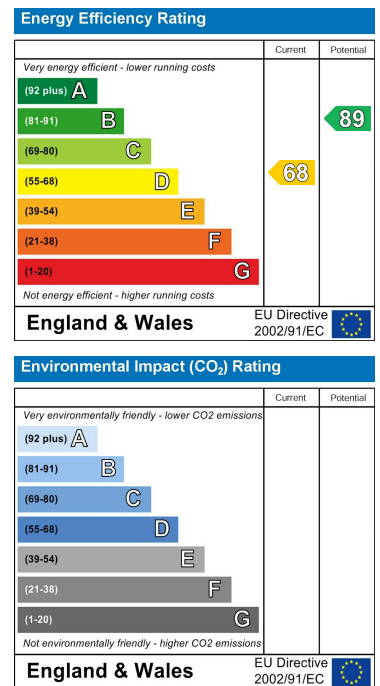 Energy Efficiency Rating
Current Potential
Very energy efficient - lower running costs
(92 plus) A
(81-91) B
89
(69-80) C
(55-68) D
68
(39-54) E
(21-38) F
(1-20) G
Not energy efficient - higher running costs
England & Wales
EU Directive
2002/91/EC
Environmental Impact (CO₂) Rating
Current Potential
Very environmentally friendly - lower CO2 emissions
(92 plus) A
(81-91) B
(69-80) C
(55-68) D
(39-54) E
(21-38) F
(1-20) G
Not environmentally friendly - higher CO2 emissions
England & Wales
EU Directive
2002/91/EC